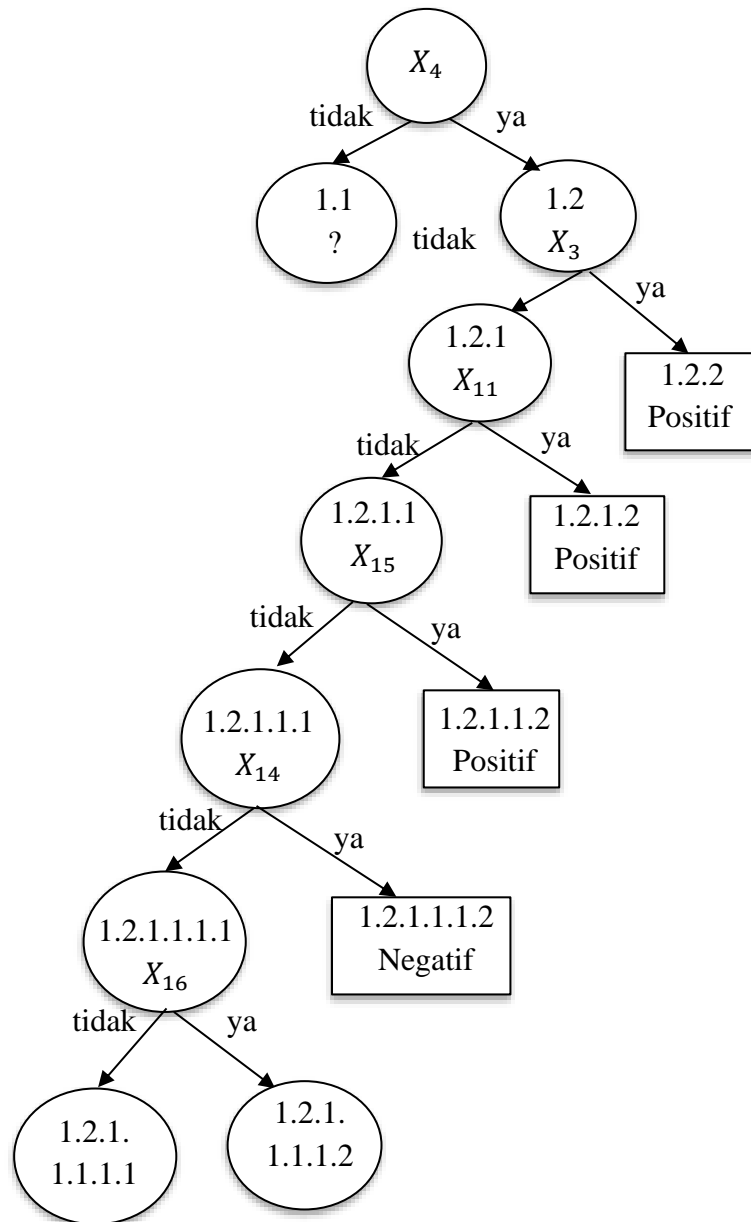 X₄
tidak
ya
1.1
?
tidak
1.2
X₃
ya
1.2.1
X₁₁
1.2.2
Positif
tidak
ya
1.2.1.1
X₁₅
1.2.1.2
Positif
tidak
ya
1.2.1.1.1
X₁₄
1.2.1.1.2
Positif
tidak
ya
1.2.1.1.1.1
X₁₆
1.2.1.1.1.2
Negatif
tidak
ya
1.2.1.
1.1.1.1
1.2.1.
1.1.1.2